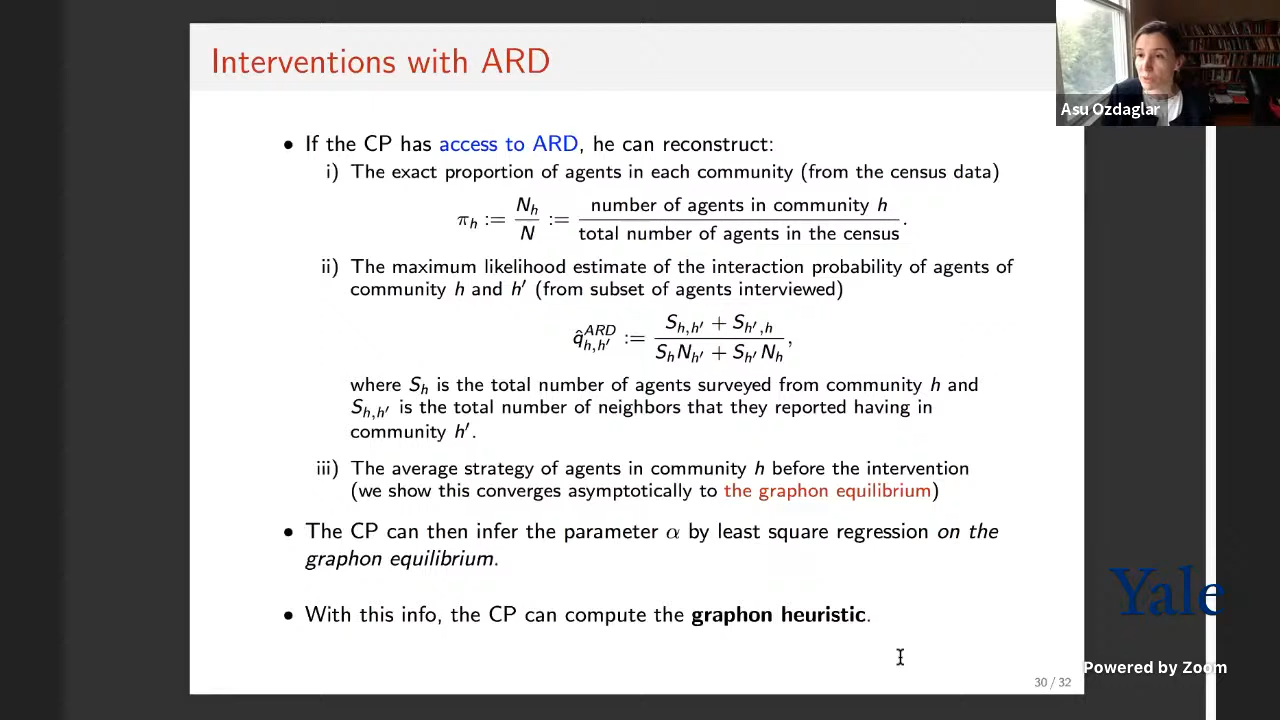 Interventions with ARD
Asu Ozdaglar
• If the CP has access to ARD, he can reconstruct:
i) The exact proportion of agents in each community (from the census data)
π_h := N_h / N := number of agents in community h / total number of agents in the census .
ii) The maximum likelihood estimate of the interaction probability of agents of
community h and h′ (from subset of agents interviewed)
q̂^{ARD}_{h,h′} := (S_{h,h′} + S_{h′,h}) / (S_h N_{h′} + S_{h′} N_h) ,
where S_h is the total number of agents surveyed from community h and
S_{h,h′} is the total number of neighbors that they reported having in
community h′.
iii) The average strategy of agents in community h before the intervention
(we show this converges asymptotically to the graphon equilibrium)
• The CP can then infer the parameter α by least square regression on the
graphon equilibrium.
• With this info, the CP can compute the graphon heuristic.
Yale
Powered by Zoom
30 / 32